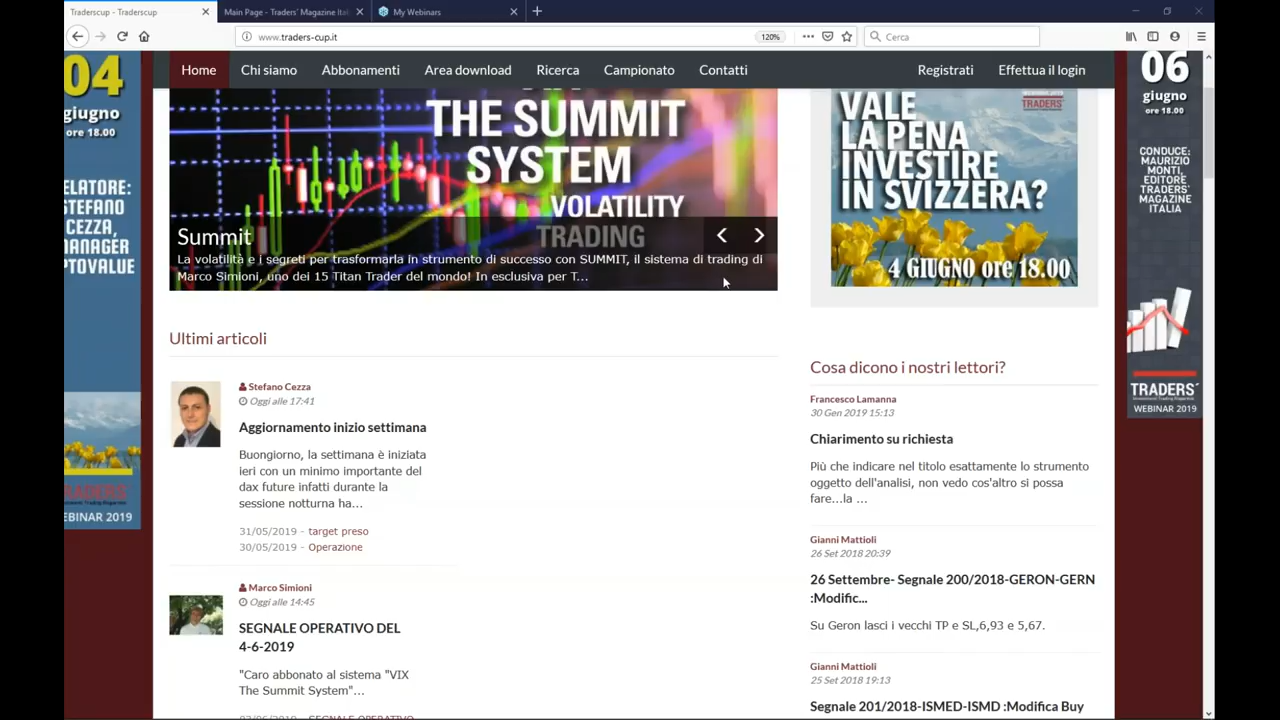 Traderscup - Traderscup
Main Page - Traders' Magazine Ital
My Webinars
www.traders-cup.it
120%
Cerca
Home
Chi siamo
Abbonamenti
Area download
Ricerca
Campionato
Contatti
Registrati
Effettua il login
04
giugno
ore 18.00
ELATORE:
STEFANO
CEZZA,
MANAGER
PTOVALUE
TRADERS'
EBINAR 2019
THE SUMMIT
SYSTEM
VOLATILITY
TRADING
Summit
La volatilità e i segreti per trasformarla in strumento di successo con SUMMIT, il sistema di trading di
Marco Simioni, uno dei 15 Titan Trader del mondo! In esclusiva per T...
Ultimi articoli
Stefano Cezza
Oggi alle 17:41
Aggiornamento inizio settimana
Buongiorno, la settimana è iniziata
ieri con un minimo importante del
dax future infatti durante la
sessione notturna ha...
31/05/2019 - target preso
30/05/2019 - Operazione
Marco Simioni
Oggi alle 14:45
SEGNALE OPERATIVO DEL
4-6-2019
"Caro abbonato al sistema "VIX
The Summit System"...
03/06/2019 - SEGNALE OPERATIVO
TRADERS'
VALE
LA PENA
INVESTIRE
IN SVIZZERA?
4 GIUGNO ore 18.00
Cosa dicono i nostri lettori?
Francesco Lamanna
30 Gen 2019 15:13
Chiarimento su richiesta
Più che indicare nel titolo esattamente lo strumento
oggetto dell'analisi, non vedo cos'altro si possa
fare...la ...
Gianni Mattioli
26 Set 2018 20:39
26 Settembre- Segnale 200/2018-GERON-GERN
:Modific...
Su Geron lasci i vecchi TP e SL,6,93 e 5,67.
Gianni Mattioli
25 Set 2018 19:13
Segnale 201/2018-ISMED-ISMD :Modifica Buy
06
giugno
ore 18.00
CONDUCE:
MAURIZIO
MONTI,
EDITORE
TRADERS'
MAGAZINE
ITALIA
TRADERS'
WEBINAR 2019